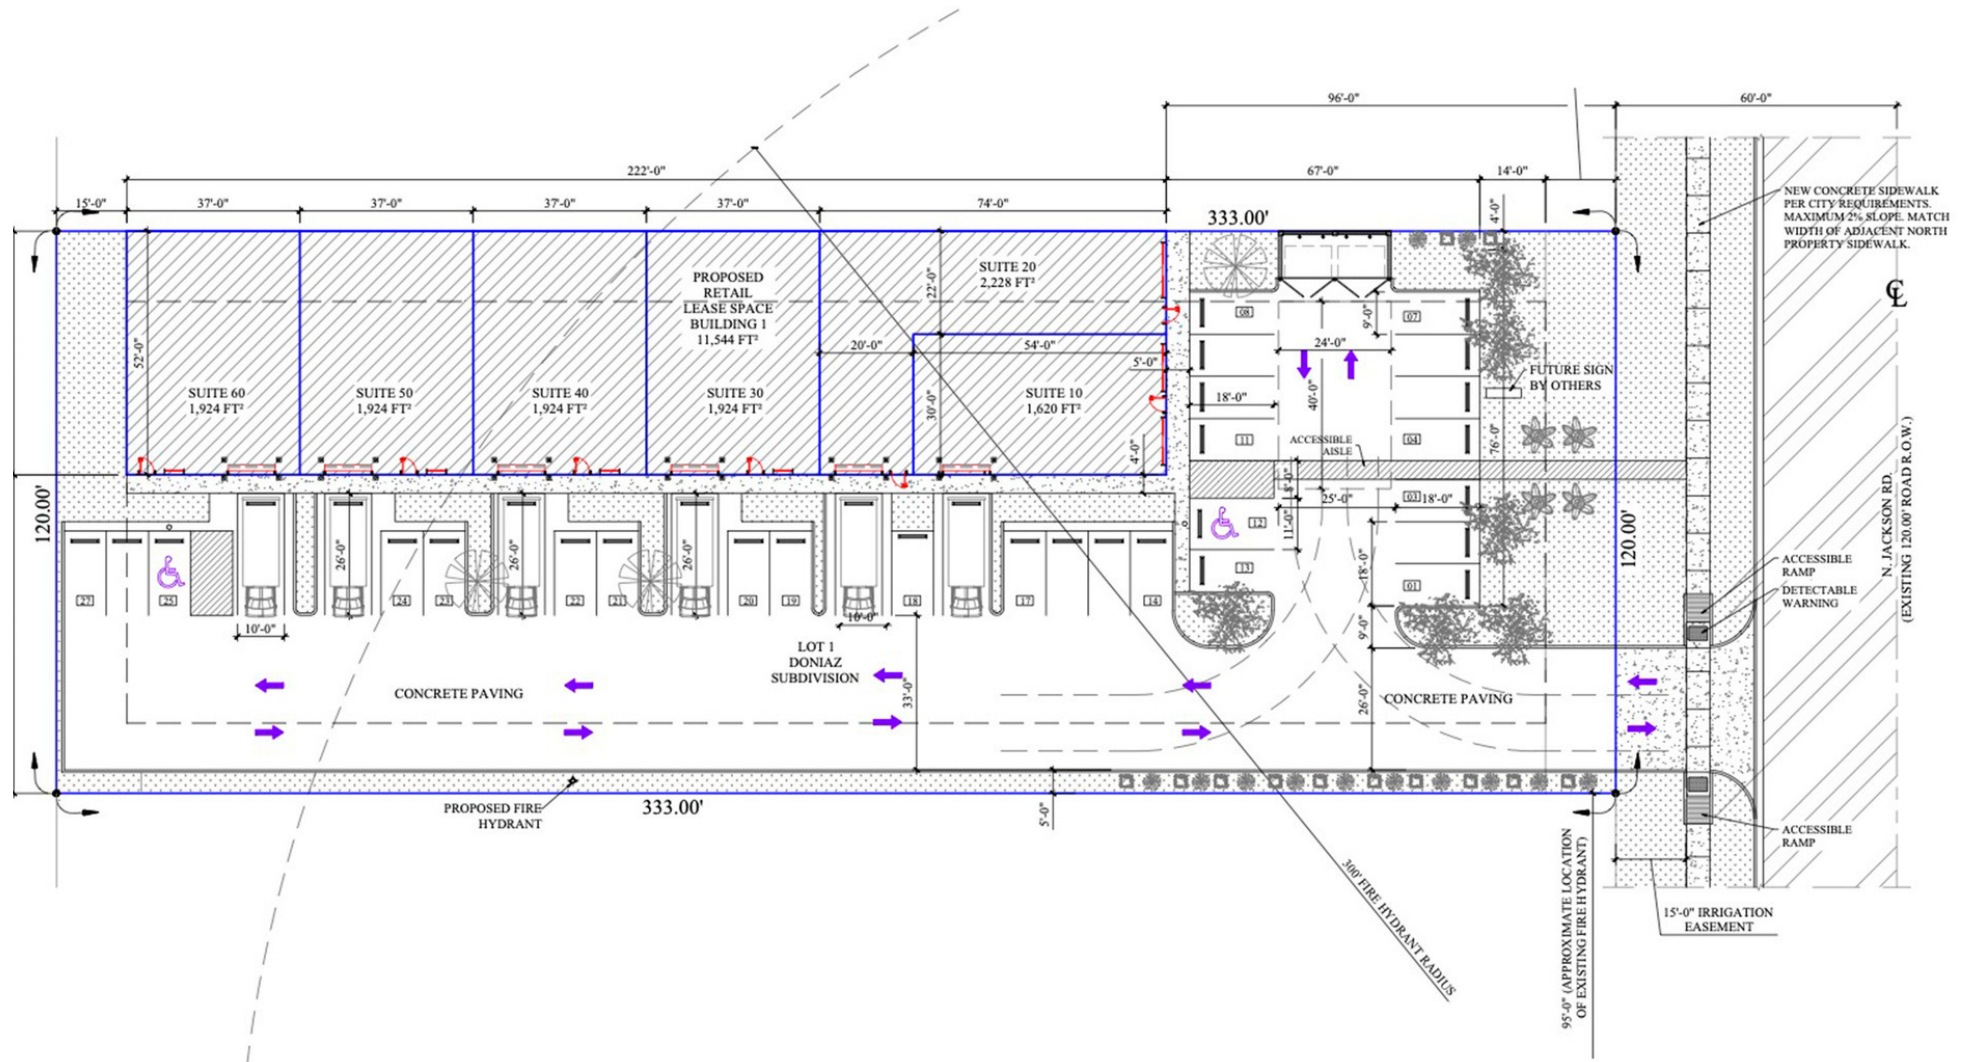 96'-0"
60'-0"
222'-0"
67'-0"
14'-0"
15'-0"
37'-0"
37'-0"
37'-0"
37'-0"
74'-0"
333.00'
4'-0"
NEW CONCRETE SIDEWALK
PER CITY REQUIREMENTS.
MAXIMUM 2% SLOPE. MATCH
WIDTH OF ADJACENT NORTH
PROPERTY SIDEWALK.
PROPOSED
RETAIL
LEASE SPACE
BUILDING 1
11,544 FT²
SUITE 20
2,228 FT²
22'-0"
52'-0"
20'-0"
54'-0"
5'-0"
SUITE 60
1,924 FT²
SUITE 50
1,924 FT²
SUITE 40
1,924 FT²
SUITE 30
1,924 FT²
SUITE 10
1,620 FT²
30'-0"
4'-0"
08
07
9'-0"
24'-0"
40'-0"
18'-0"
FUTURE SIGN
BY OTHERS
11
04
76'-0"
ACCESSIBLE
AISLE
8'-0"
25'-0"
03
18'-0"
12
11'-0"
13
18'-0"
01
9'-0"
26'-0"
120.00'
120.00'
26'-0"
26'-0"
26'-0"
27
25
24
23
22
21
20
19
18
17
14
10'-0"
10'-0"
LOT 1
DONIAZ
SUBDIVISION
33'-0"
CONCRETE PAVING
CONCRETE PAVING
PROPOSED FIRE
HYDRANT
333.00'
5'-0"
300' FIRE HYDRANT RADIUS
95'-0" (APPROXIMATE LOCATION
OF EXISTING FIRE HYDRANT)
15'-0" IRRIGATION
EASEMENT
ACCESSIBLE
RAMP
DETECTABLE
WARNING
ACCESSIBLE
RAMP
℄
N. JACKSON RD.
(EXISTING 120.00' ROAD R.O.W.)